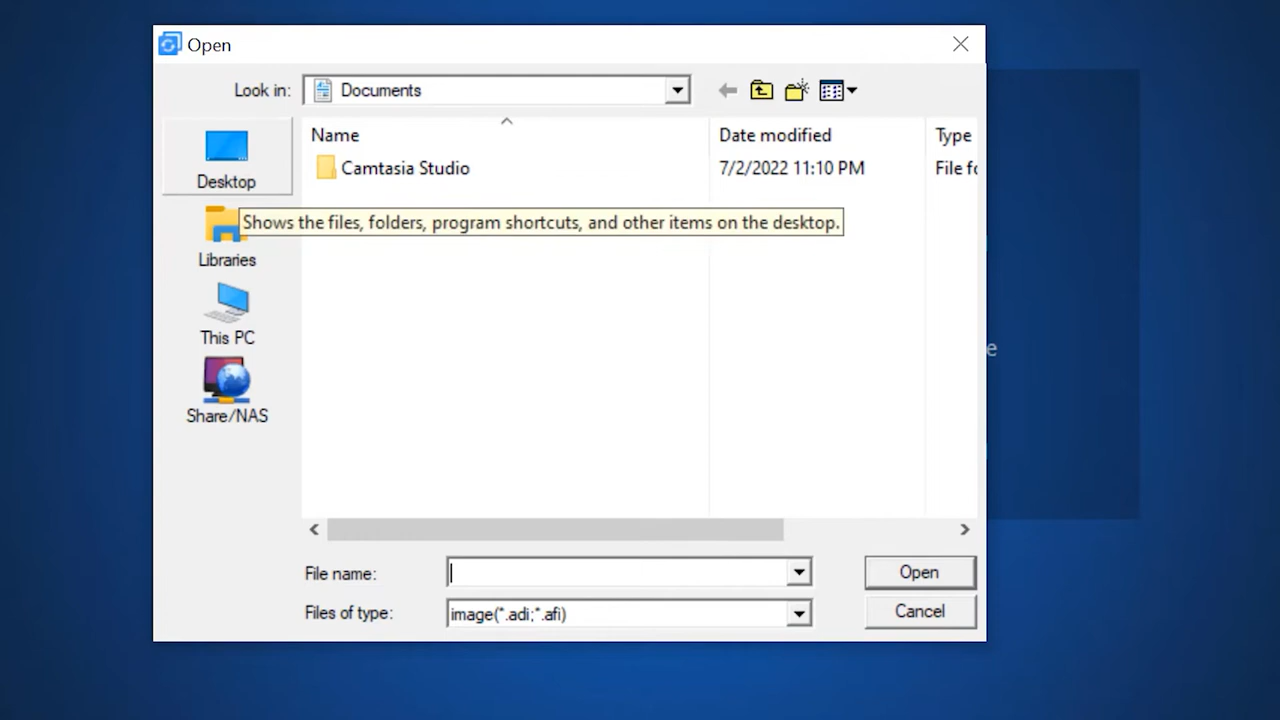 Open
Look in:
Documents
Name
Date modified
Type
Camtasia Studio
7/2/2022 11:10 PM
File fo
Desktop
Shows the files, folders, program shortcuts, and other items on the desktop.
Libraries
This PC
e
Share/NAS
File name:
Open
Files of type:
image(*.adi;*.afi)
Cancel